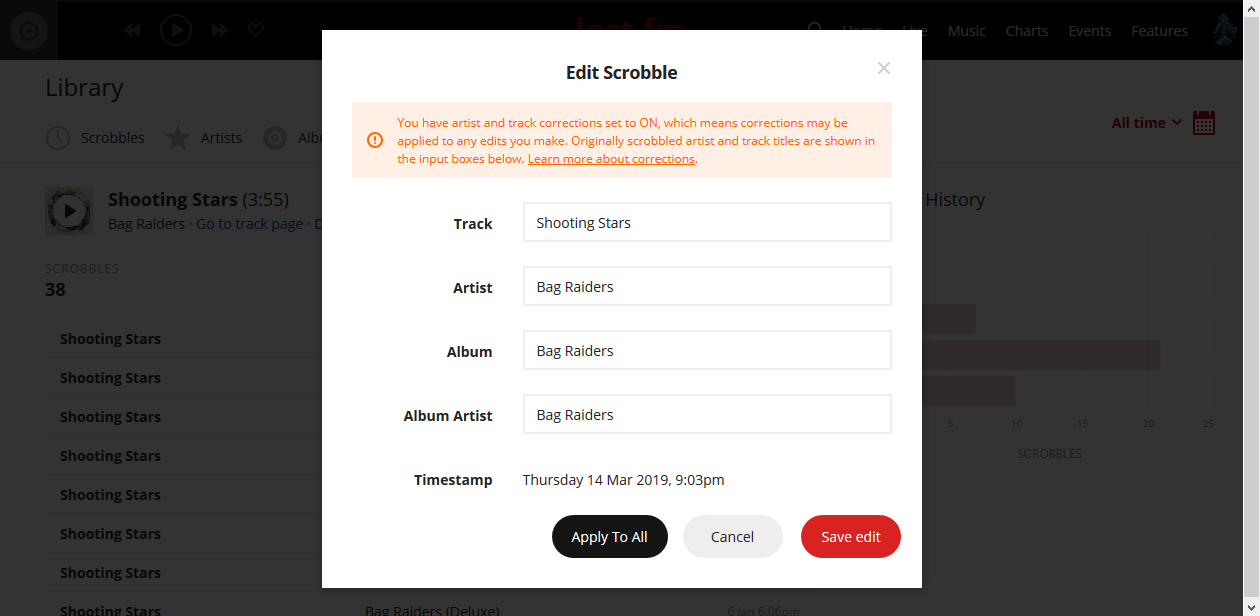 last.fm
Home Live Music Charts Events Features
Library
Scrobbles Artists
All time
Shooting Stars (3:55)
Bag Raiders · Go to track page ·
SCROBBLES
38
Shooting Stars
Shooting Stars
Shooting Stars
Shooting Stars
Shooting Stars
Shooting Stars
Shooting Stars
Shooting Stars
Bag Raiders (Deluxe)
6 Jan 6:06pm
Edit Scrobble
You have artist and track corrections set to ON, which means corrections may be
applied to any edits you make. Originally scrobbled artist and track titles are shown in
the input boxes below. Learn more about corrections.
Track Shooting Stars
Artist Bag Raiders
Album Bag Raiders
Album Artist Bag Raiders
Timestamp Thursday 14 Mar 2019, 9:03pm
Apply To All Cancel Save edit
History
5 10 15 20 25
SCROBBLES